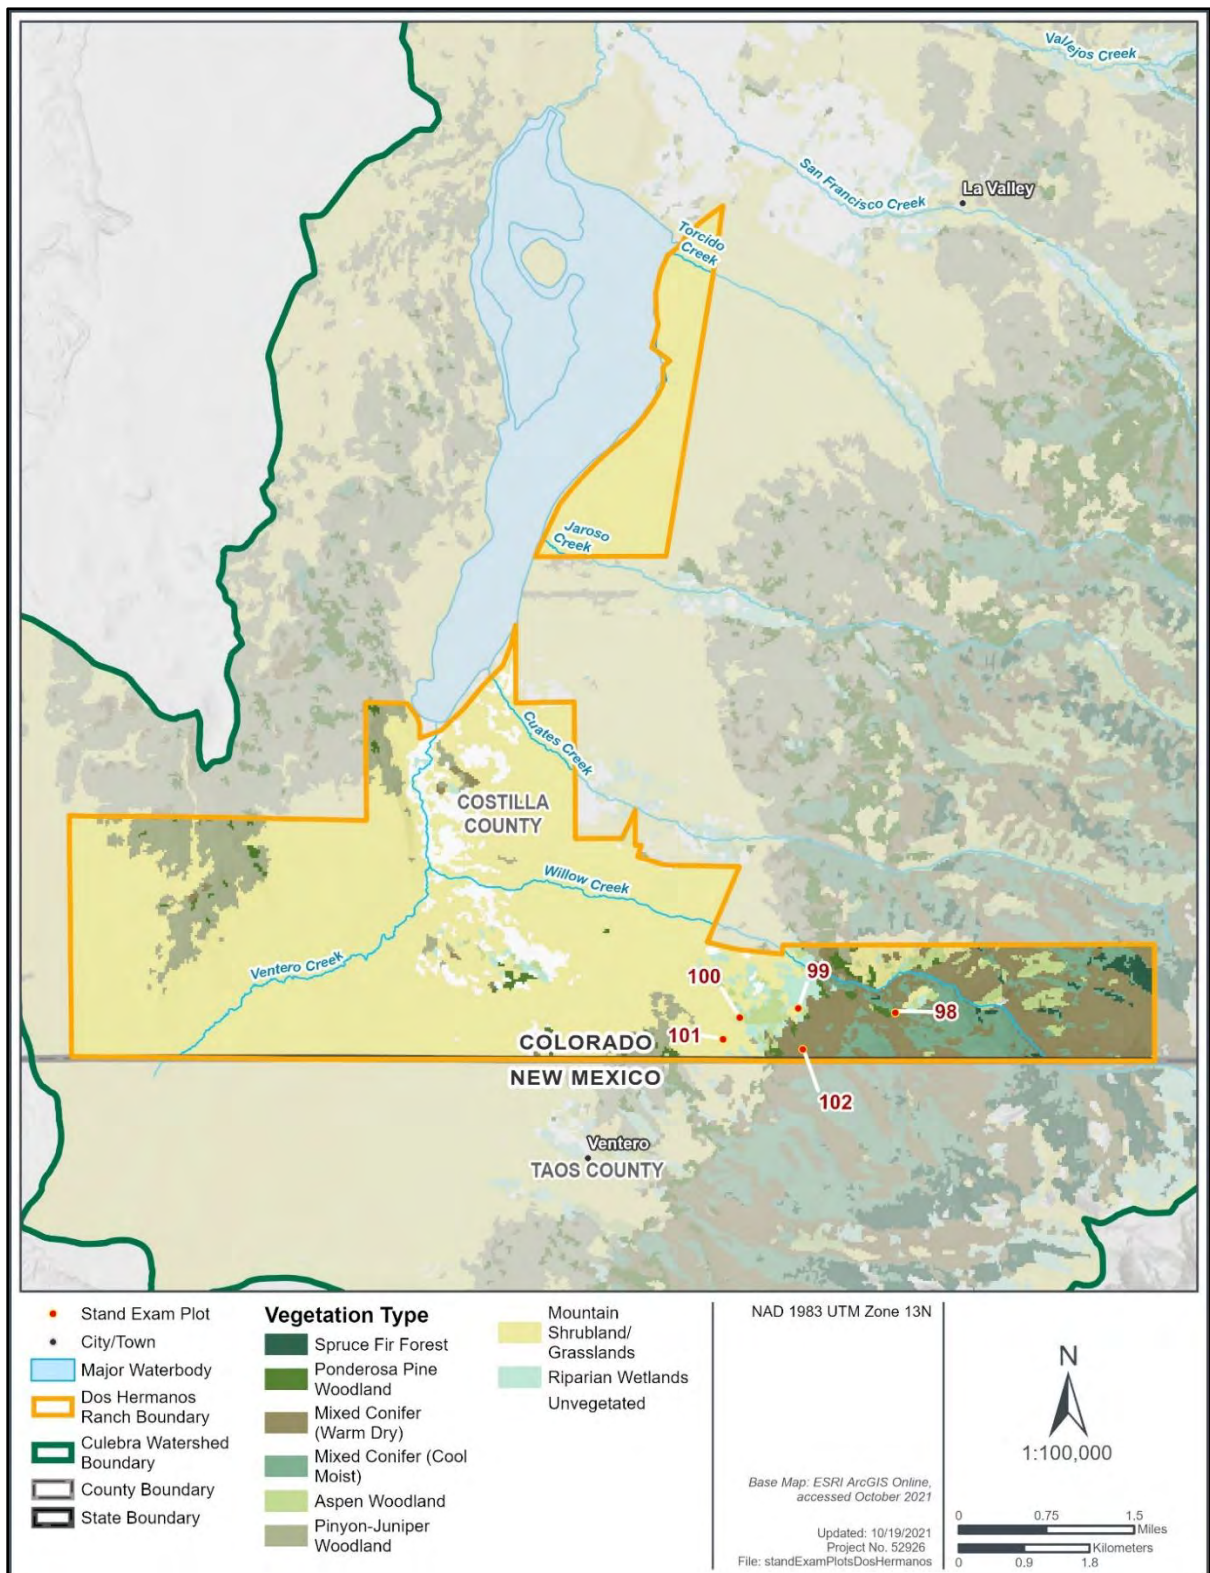 Vallejos Creek
San Francisco Creek
La Valley
Torcido
Creek
Jaroso
Creek
Cuates Creek
COSTILLA
COUNTY
Willow Creek
Ventero Creek
100
99
98
101
COLORADO
NEW MEXICO
102
Ventero
TAOS COUNTY
Stand Exam Plot
City/Town
Major Waterbody
Dos Hermanos
Ranch Boundary
Culebra Watershed
Boundary
County Boundary
State Boundary
Vegetation Type
Spruce Fir Forest
Ponderosa Pine
Woodland
Mixed Conifer
(Warm Dry)
Mixed Conifer (Cool
Moist)
Aspen Woodland
Pinyon-Juniper
Woodland
Mountain
Shrubland/
Grasslands
Riparian Wetlands
Unvegetated
NAD 1983 UTM Zone 13N
Base Map: ESRI ArcGIS Online,
accessed October 2021
Updated: 10/19/2021
Project No. 52926
File: standExamPlotsDosHermanos
N
1:100,000
0 0.75 1.5
Miles
Kilometers
0 0.9 1.8